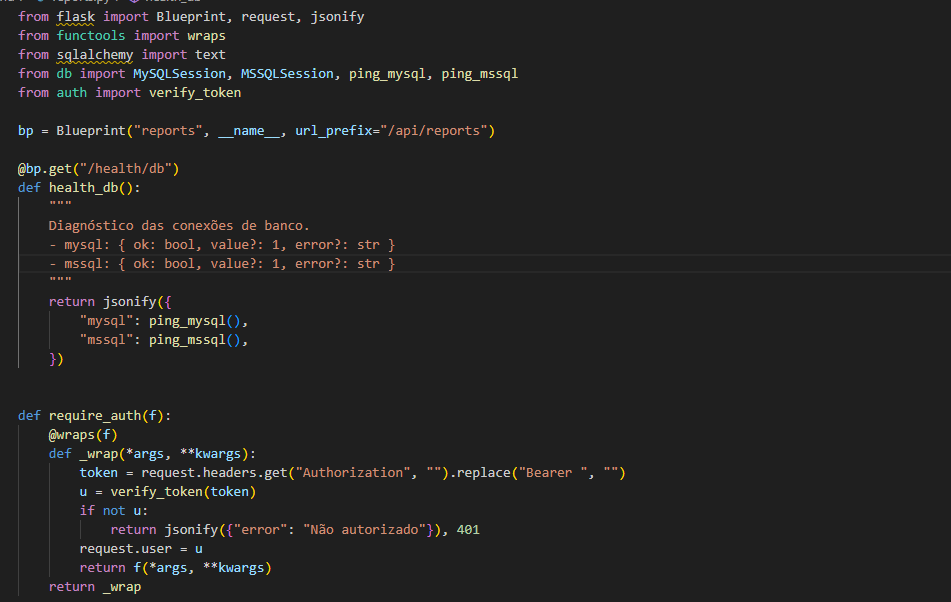 from flask import Blueprint, request, jsonify
from functools import wraps
from sqlalchemy import text
from db import MySQLSession, MSSQLSession, ping_mysql, ping_mssql
from auth import verify_token
bp = Blueprint("reports", __name__, url_prefix="/api/reports")
@bp.get("/health/db")
def health_db():
    """
    Diagnóstico das conexões de banco.
    - mysql: { ok: bool, value?: 1, error?: str }
    - mssql: { ok: bool, value?: 1, error?: str }
    """
    return jsonify({
        "mysql": ping_mysql(),
        "mssql": ping_mssql(),
    })
def require_auth(f):
    @wraps(f)
    def _wrap(*args, **kwargs):
        token = request.headers.get("Authorization", "").replace("Bearer ", "")
        u = verify_token(token)
        if not u:
            return jsonify({"error": "Não autorizado"}), 401
        request.user = u
        return f(*args, **kwargs)
    return _wrap